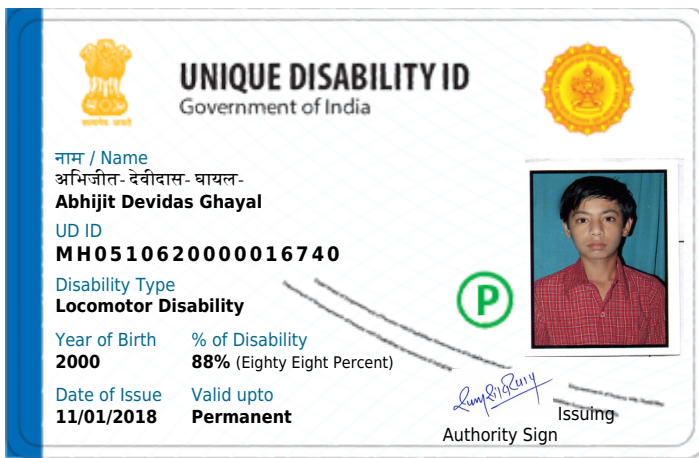 UNIQUE DISABILITY ID
Government of India
नाम / Name
अभिजीत- देवीदास- घायल-
Abhijit Devidas Ghayal
UD ID
MH0510620000016740
Disability Type
Locomotor Disability
P
Year of Birth % of Disability
2000 88% (Eighty Eight Percent)
Date of Issue Valid upto
11/01/2018 Permanent
Issuing
Authority Sign